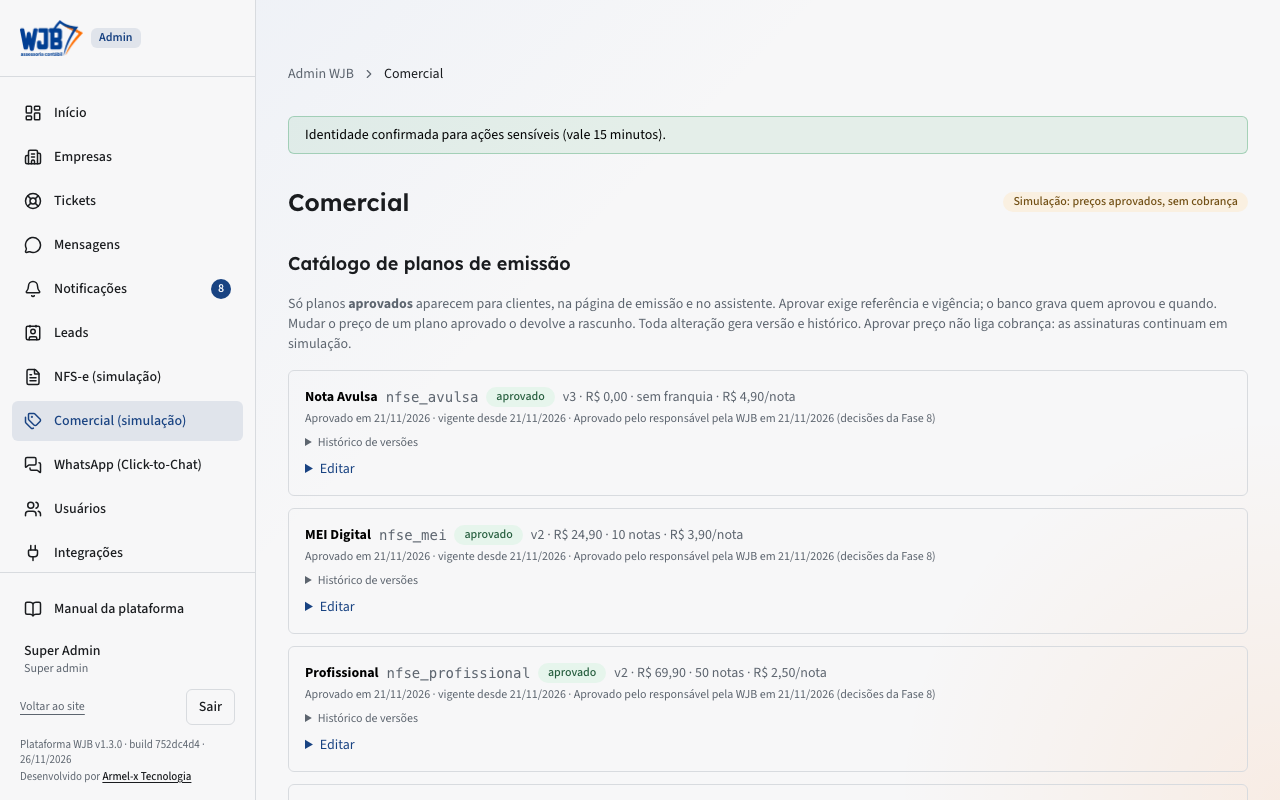 WJB
assessoria contábil
Admin
Início
Empresas
Tickets
Mensagens
Notificações
8
Leads
NFS-e (simulação)
Comercial (simulação)
WhatsApp (Click-to-Chat)
Usuários
Integrações
Manual da plataforma
Super Admin
Super admin
Voltar ao site
Sair
Plataforma WJB v1.3.0 · build 752dc4d4 ·
26/11/2026
Desenvolvido por Armel-x Tecnologia
Admin WJB > Comercial
Identidade confirmada para ações sensíveis (vale 15 minutos).
Comercial
Simulação: preços aprovados, sem cobrança
Catálogo de planos de emissão
Só planos aprovados aparecem para clientes, na página de emissão e no assistente. Aprovar exige referência e vigência; o banco grava quem aprovou e quando.
Mudar o preço de um plano aprovado o devolve a rascunho. Toda alteração gera versão e histórico. Aprovar preço não liga cobrança: as assinaturas continuam em
simulação.
Nota Avulsa nfse_avulsa aprovado v3 · R$ 0,00 · sem franquia · R$ 4,90/nota
Aprovado em 21/11/2026 · vigente desde 21/11/2026 · Aprovado pelo responsável pela WJB em 21/11/2026 (decisões da Fase 8)
Histórico de versões
Editar
MEI Digital nfse_mei aprovado v2 · R$ 24,90 · 10 notas · R$ 3,90/nota
Aprovado em 21/11/2026 · vigente desde 21/11/2026 · Aprovado pelo responsável pela WJB em 21/11/2026 (decisões da Fase 8)
Histórico de versões
Editar
Profissional nfse_profissional aprovado v2 · R$ 69,90 · 50 notas · R$ 2,50/nota
Aprovado em 21/11/2026 · vigente desde 21/11/2026 · Aprovado pelo responsável pela WJB em 21/11/2026 (decisões da Fase 8)
Histórico de versões
Editar